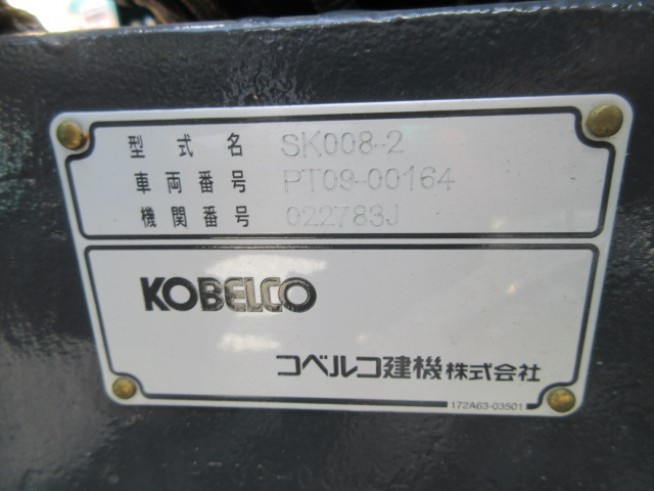 型式名 SK008-2
車両番号 PT09-00164
機関番号 022783J
KOBELCO
コベルコ建機株式会社
172A63-03501